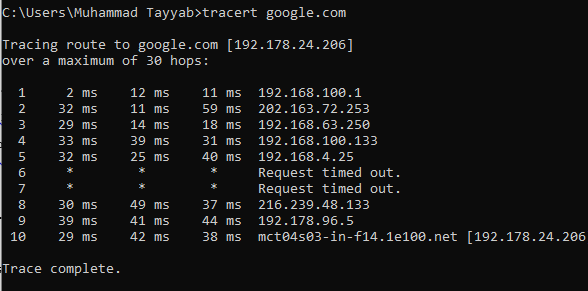 C:\Users\Muhammad Tayyab>tracert google.com
Tracing route to google.com [192.178.24.206]
over a maximum of 30 hops:
1 2 ms 12 ms 11 ms 192.168.100.1
2 32 ms 11 ms 59 ms 202.163.72.253
3 29 ms 14 ms 18 ms 192.168.63.250
4 33 ms 39 ms 31 ms 192.168.100.133
5 32 ms 25 ms 40 ms 192.168.4.25
6 * * * Request timed out.
7 * * * Request timed out.
8 30 ms 49 ms 37 ms 216.239.48.133
9 39 ms 41 ms 44 ms 192.178.96.5
10 29 ms 42 ms 38 ms mct04s03-in-f14.1e100.net [192.178.24.206
Trace complete.